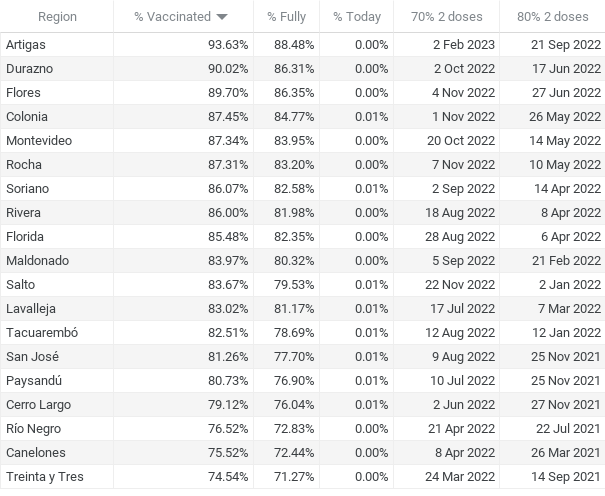 Region % Vaccinated % Fully % Today 70% 2 doses 80% 2 doses
Artigas 93.63% 88.48% 0.00% 2 Feb 2023 21 Sep 2022
Durazno 90.02% 86.31% 0.00% 2 Oct 2022 17 Jun 2022
Flores 89.70% 86.35% 0.00% 4 Nov 2022 27 Jun 2022
Colonia 87.45% 84.77% 0.01% 1 Nov 2022 26 May 2022
Montevideo 87.34% 83.95% 0.00% 20 Oct 2022 14 May 2022
Rocha 87.31% 83.20% 0.00% 7 Nov 2022 10 May 2022
Soriano 86.07% 82.58% 0.01% 2 Sep 2022 14 Apr 2022
Rivera 86.00% 81.98% 0.00% 18 Aug 2022 8 Apr 2022
Florida 85.48% 82.35% 0.00% 28 Aug 2022 6 Apr 2022
Maldonado 83.97% 80.32% 0.00% 5 Sep 2022 21 Feb 2022
Salto 83.67% 79.53% 0.01% 22 Nov 2022 2 Jan 2022
Lavalleja 83.02% 81.17% 0.01% 17 Jul 2022 7 Mar 2022
Tacuarembó 82.51% 78.69% 0.01% 12 Aug 2022 12 Jan 2022
San José 81.26% 77.70% 0.01% 9 Aug 2022 25 Nov 2021
Paysandú 80.73% 76.90% 0.01% 10 Jul 2022 25 Nov 2021
Cerro Largo 79.12% 76.04% 0.01% 2 Jun 2022 27 Nov 2021
Río Negro 76.52% 72.83% 0.00% 21 Apr 2022 22 Jul 2021
Canelones 75.52% 72.44% 0.00% 8 Apr 2022 26 Mar 2021
Treinta y Tres 74.54% 71.27% 0.00% 24 Mar 2022 14 Sep 2021